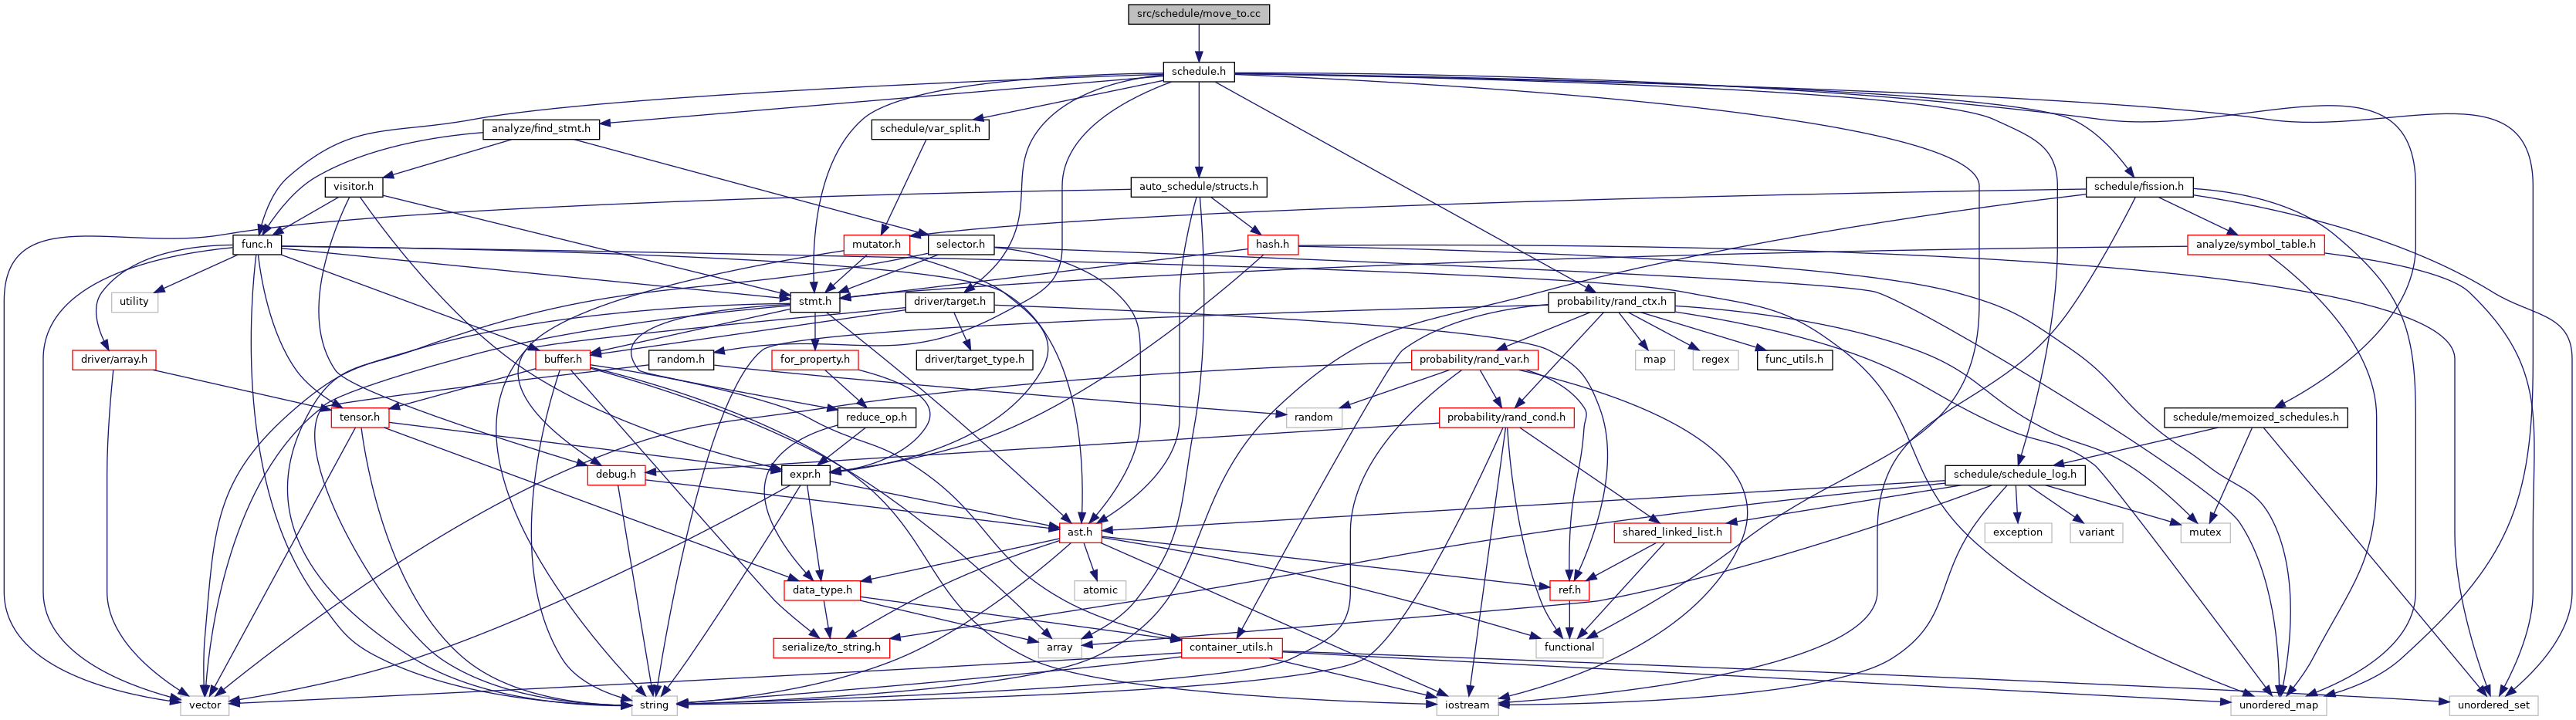 src/schedule/move_to.cc
schedule.h
analyze/find_stmt.h
schedule/var_split.h
visitor.h
auto_schedule/structs.h
schedule/fission.h
func.h
mutator.h
selector.h
hash.h
analyze/symbol_table.h
utility
stmt.h
driver/target.h
probability/rand_ctx.h
driver/array.h
buffer.h
random.h
for_property.h
driver/target_type.h
probability/rand_var.h
map
regex
func_utils.h
tensor.h
reduce_op.h
random
probability/rand_cond.h
schedule/memoized_schedules.h
debug.h
expr.h
schedule/schedule_log.h
ast.h
shared_linked_list.h
exception
variant
mutex
data_type.h
atomic
ref.h
serialize/to_string.h
array
container_utils.h
functional
vector
string
iostream
unordered_map
unordered_set